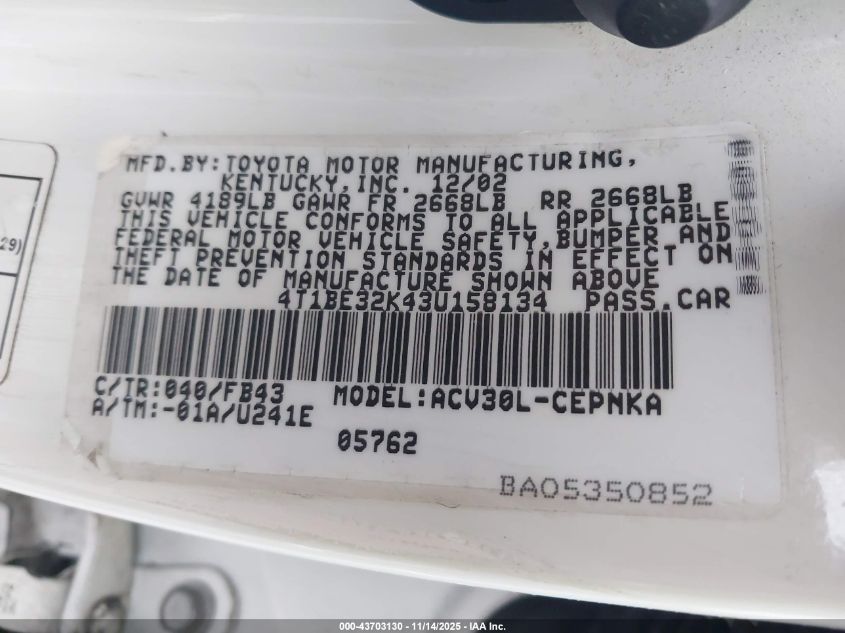 MFD.BY:TOYOTA MOTOR MANUFACTURING,
KENTUCKY,INC. 12/02
GVWR 4189LB GAWR FR 2668LB RR 2668LB
THIS VEHICLE CONFORMS TO ALL APPLICABLE
FEDERAL MOTOR VEHICLE SAFETY,BUMPER AND
THEFT PREVENTION STANDARDS IN EFFECT ON
THE DATE OF MANUFACTURE SHOWN ABOVE
4T1BE32K43U158134 PASS.CAR
C/TR:040/FB43 MODEL:ACV30L-CEPNKA
A/TM:-01A/U241E
05762
BA05350852
29)
000-43703130 - 11/14/2025 - IAA Inc.